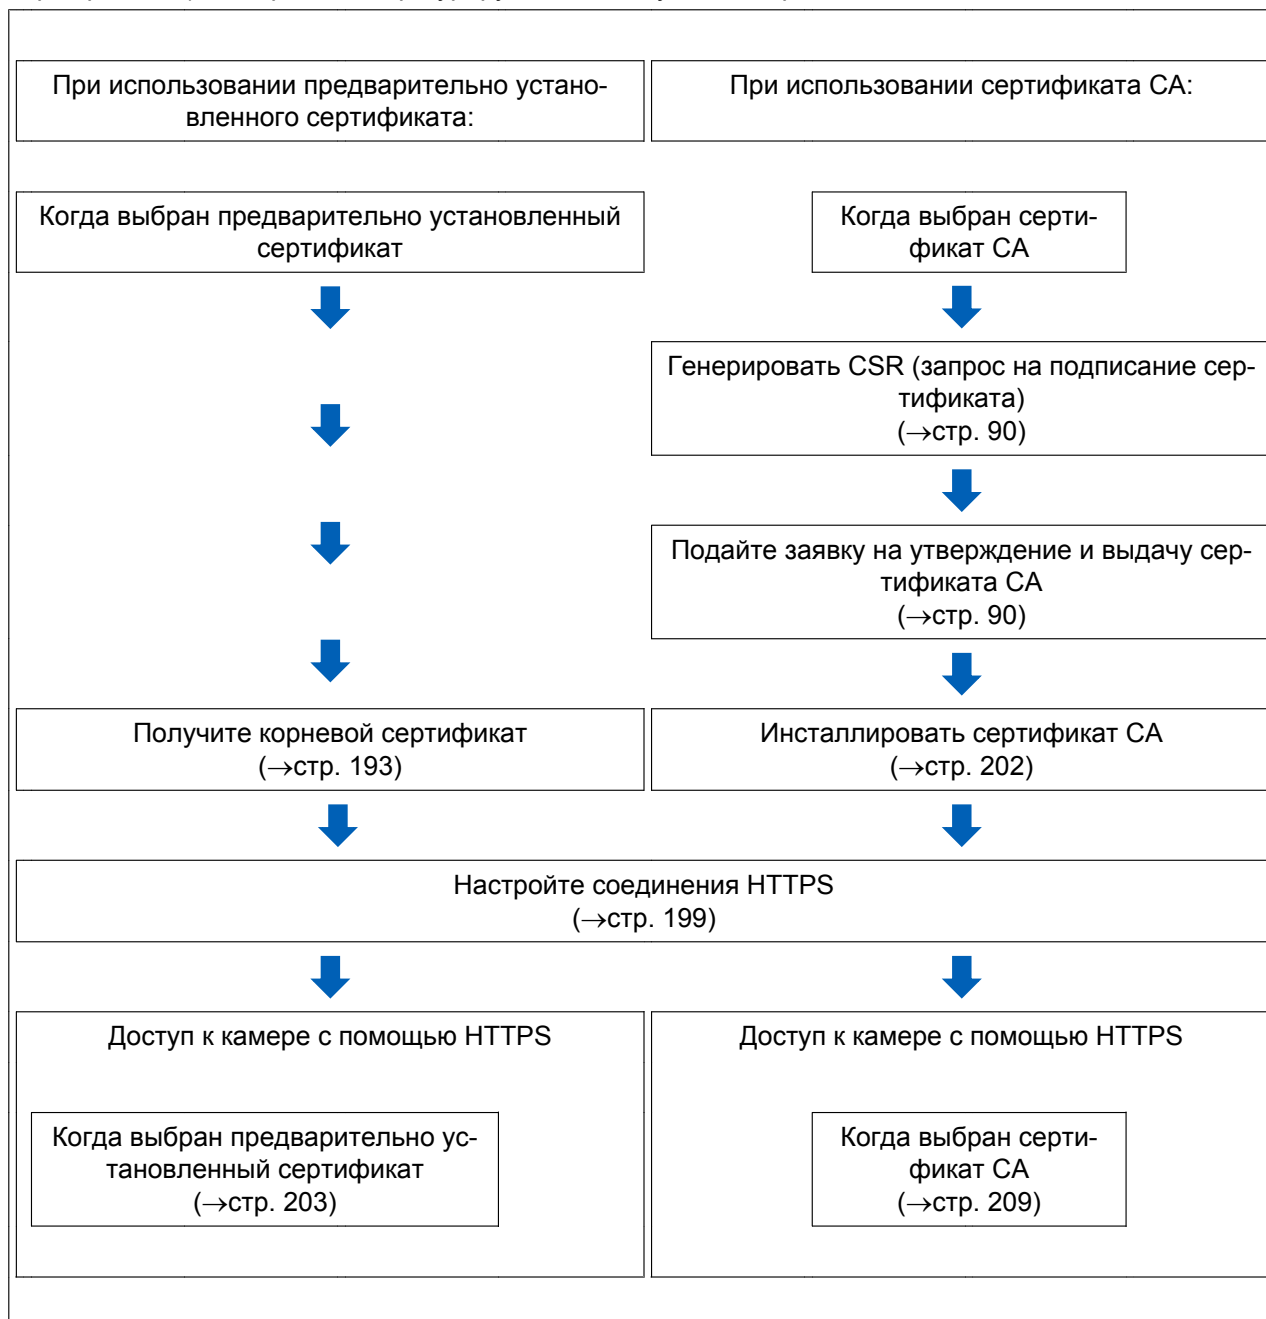 При использовании предварительно уста-
новленного сертификата:
При использовании сертификата CA:
Когда выбран предварительно установленный
сертификат
Когда выбран серти-
фикат CA
Генерировать CSR (запрос на подписание сер-
тификата)
(→стр. 90)
Подайте заявку на утверждение и выдачу сер-
тификата CA
(→стр. 90)
Получите корневой сертификат
(→стр. 193)
Инсталлировать сертификат CA
(→стр. 202)
Настройте соединения HTTPS
(→стр. 199)
Доступ к камере с помощью HTTPS
Доступ к камере с помощью HTTPS
Когда выбран предварительно ус-
тановленный сертификат
(→стр. 203)
Когда выбран серти-
фикат CA
(→стр. 209)